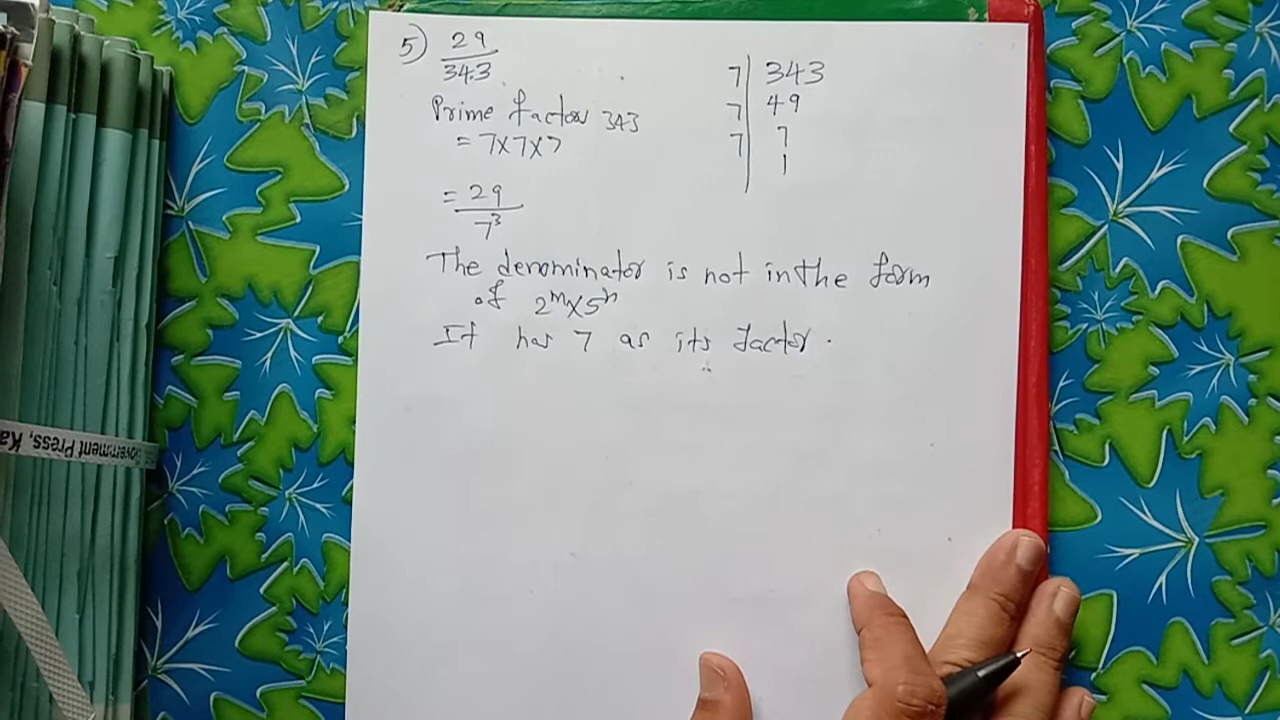 5) 29/343
Prime factor 343
= 7×7×7
= 29/7³
The denominator is not in the form
of 2ᵐ×5ⁿ
It has 7 as its factor.
7 | 343
7 | 49
7 | 7
1
overnment Press, Ka